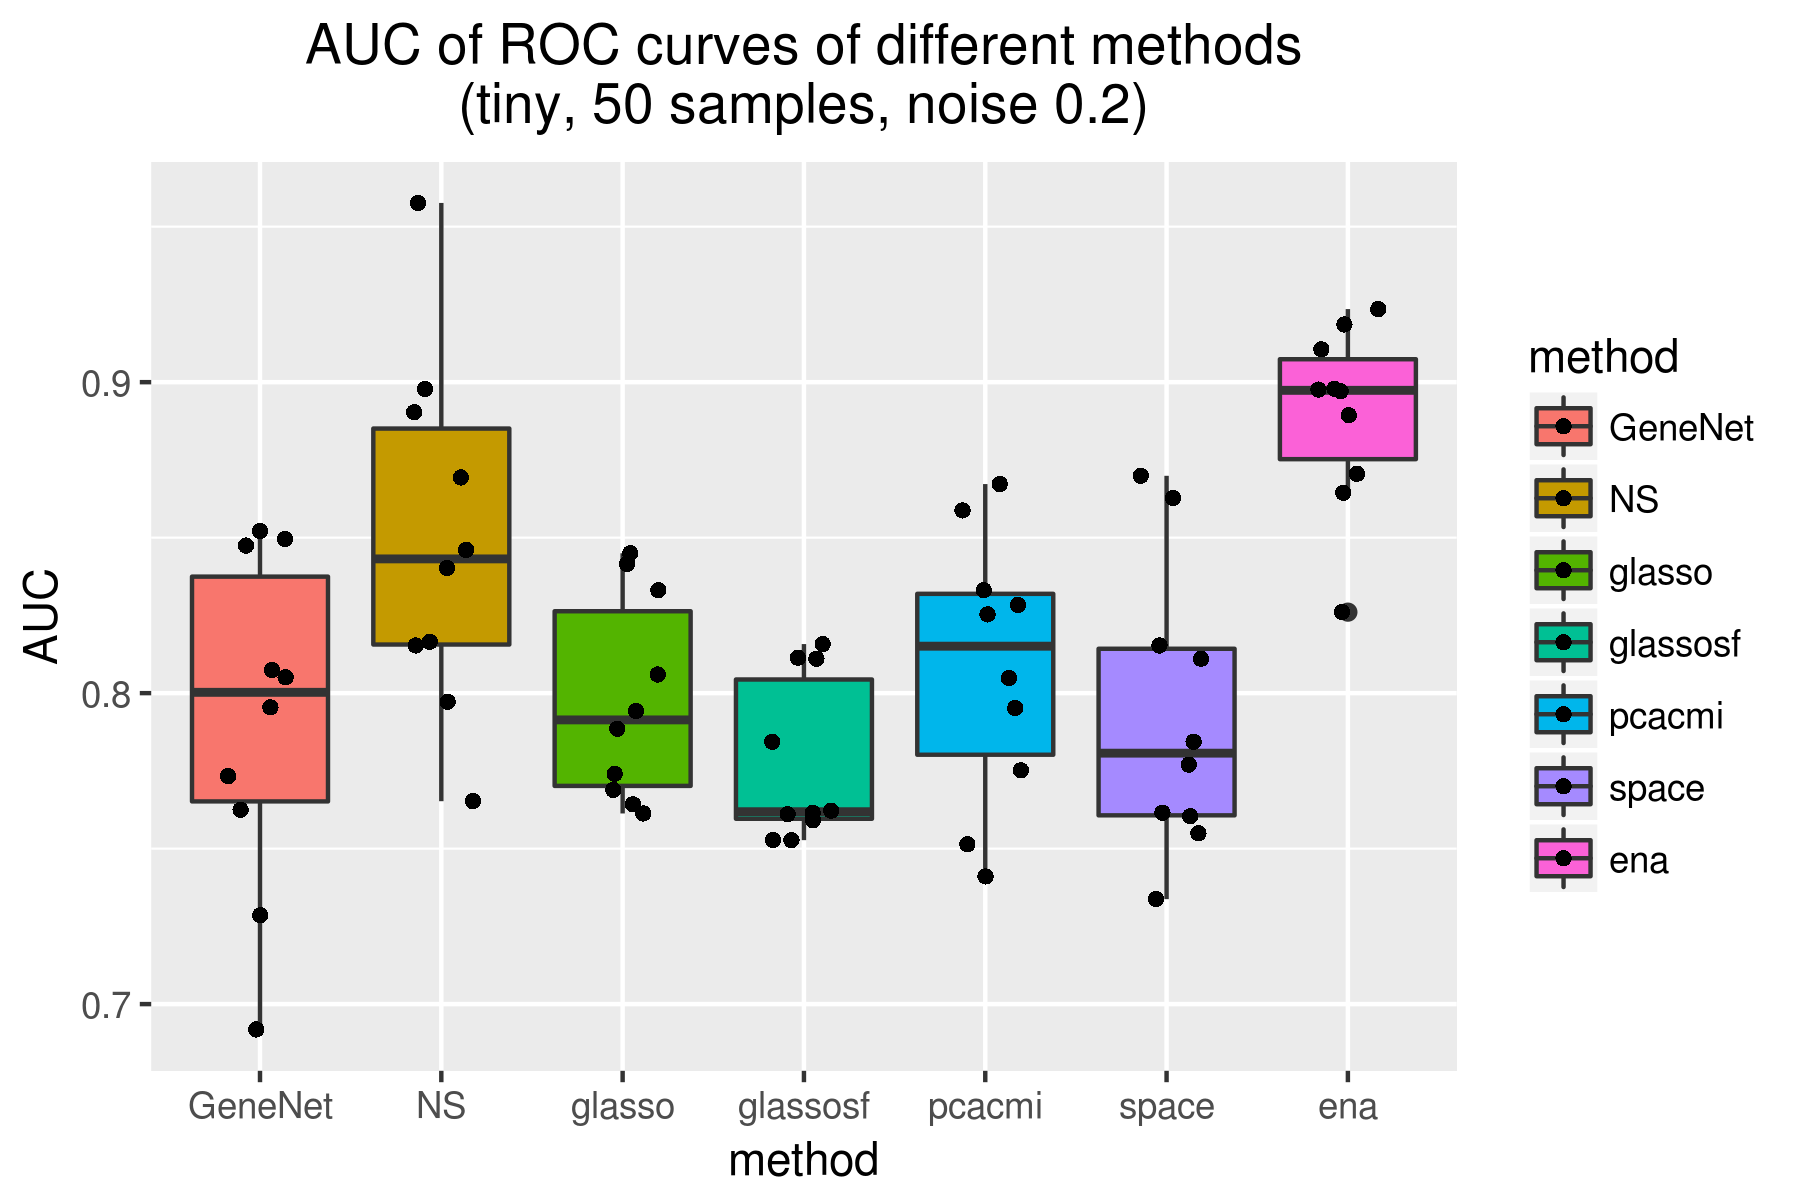 AUC of ROC curves of different methods
(tiny, 50 samples, noise 0.2)
AUC
0.9
0.8
0.7
GeneNet NS glasso glassosf pcacmi space ena
method
method
GeneNet
NS
glasso
glassosf
pcacmi
space
ena